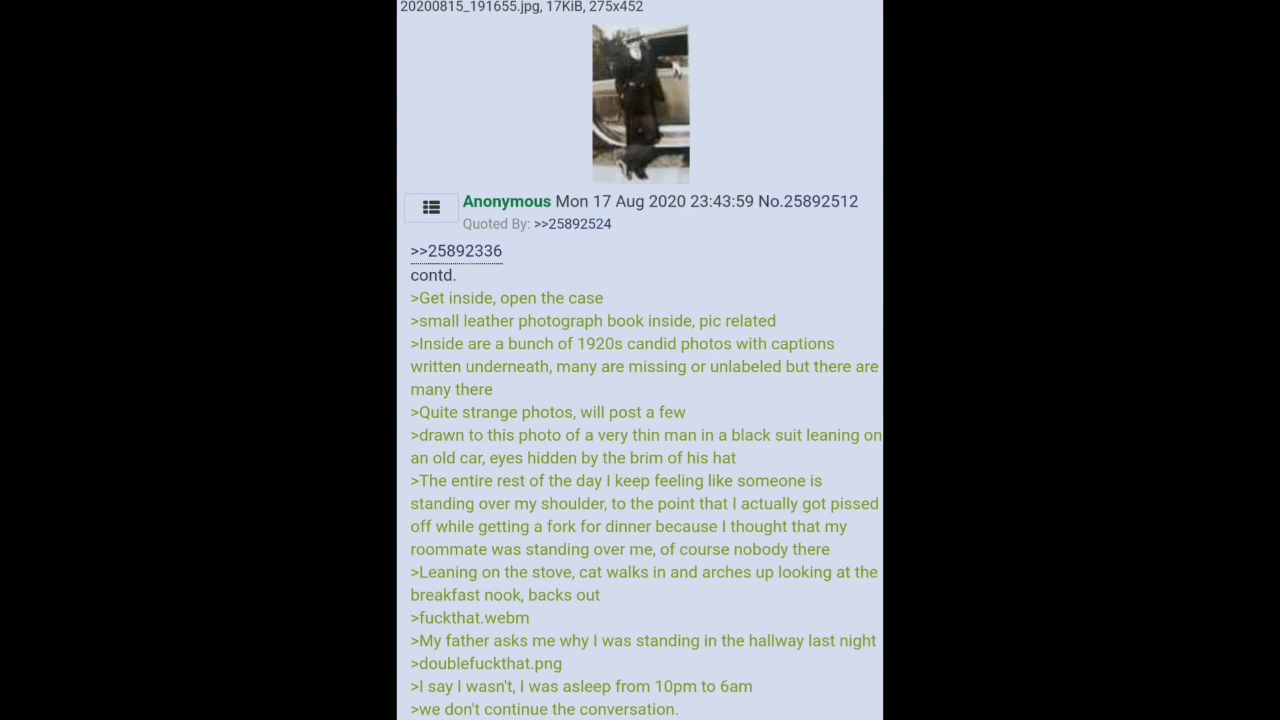 20200815_191655.jpg, 17KiB, 275x452
Anonymous Mon 17 Aug 2020 23:43:59 No.25892512
Quoted By: >>25892524
>>25892336
contd.
>Get inside, open the case
>small leather photograph book inside, pic related
>Inside are a bunch of 1920s candid photos with captions
written underneath, many are missing or unlabeled but there are
many there
>Quite strange photos, will post a few
>drawn to this photo of a very thin man in a black suit leaning on
an old car, eyes hidden by the brim of his hat
>The entire rest of the day I keep feeling like someone is
standing over my shoulder, to the point that I actually got pissed
off while getting a fork for dinner because I thought that my
roommate was standing over me, of course nobody there
>Leaning on the stove, cat walks in and arches up looking at the
breakfast nook, backs out
>fuckthat.webm
>My father asks me why I was standing in the hallway last night
>doublefuckthat.png
>I say I wasn't, I was asleep from 10pm to 6am
>we don't continue the conversation.